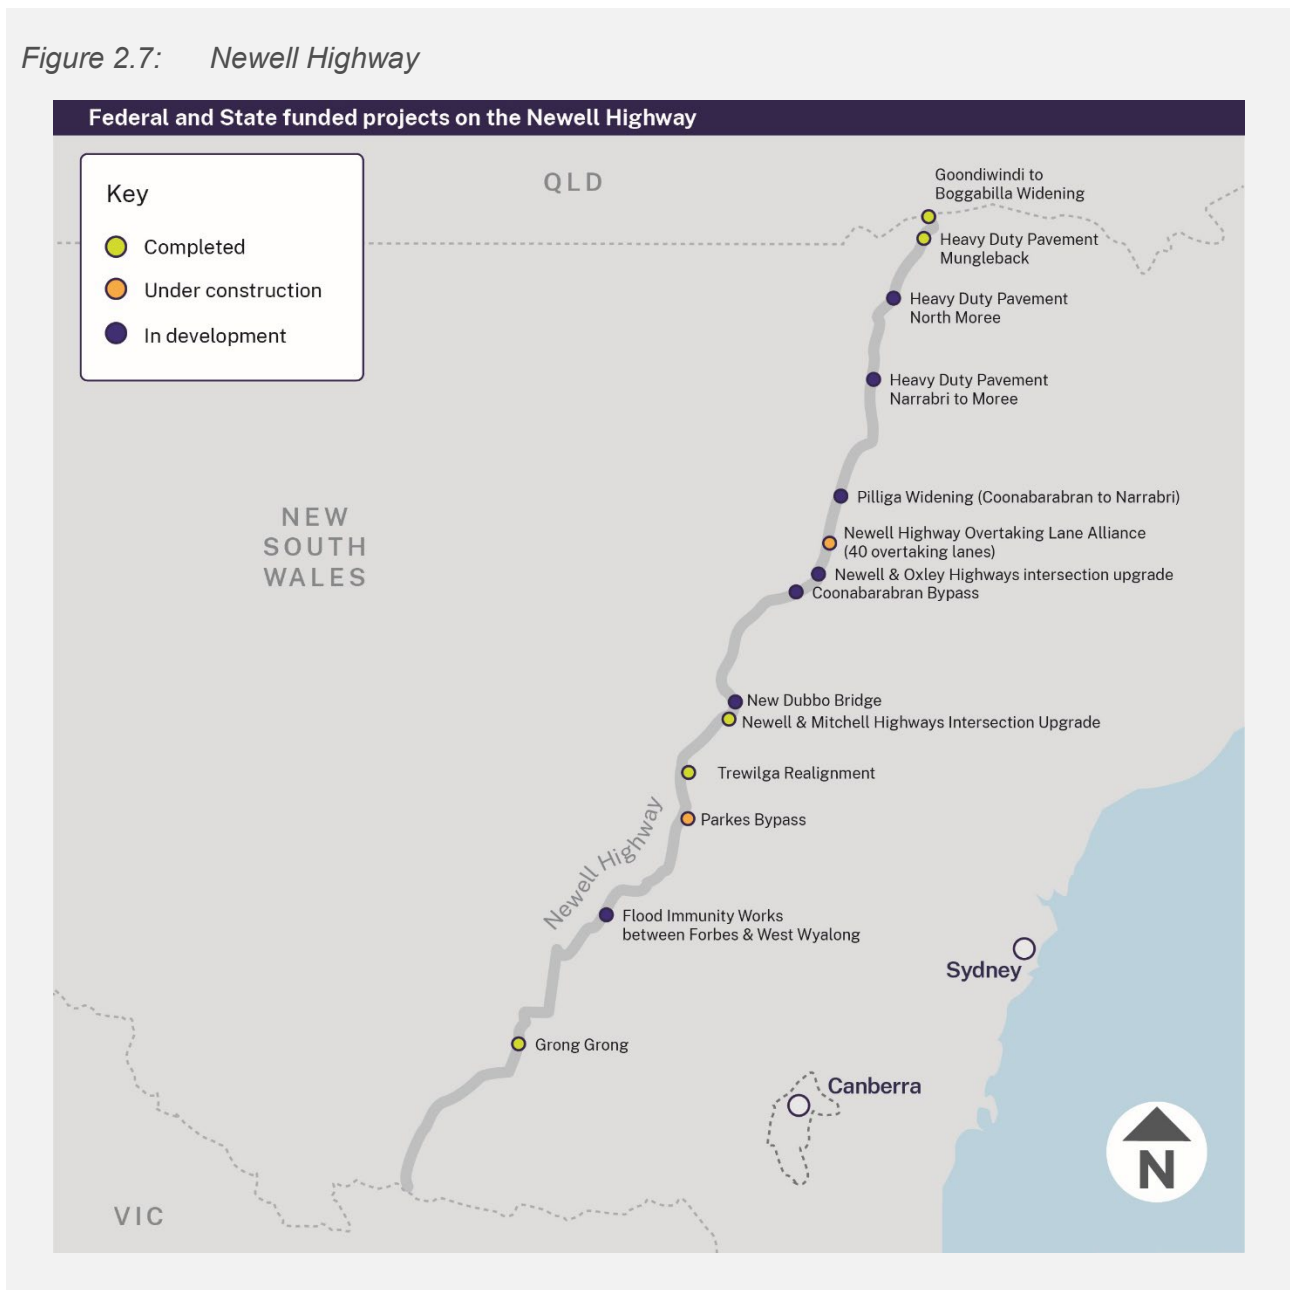 Figure 2.7: Newell Highway
Federal and State funded projects on the Newell Highway
Key
Completed
Under construction
In development
QLD
NEW
SOUTH
WALES
VIC
Goondiwindi to
Boggabilla Widening
Heavy Duty Pavement
Mungleback
Heavy Duty Pavement
North Moree
Heavy Duty Pavement
Narrabri to Moree
Pilliga Widening (Coonabarabran to Narrabri)
Newell Highway Overtaking Lane Alliance
(40 overtaking lanes)
Newell & Oxley Highways intersection upgrade
Coonabarabran Bypass
New Dubbo Bridge
Newell & Mitchell Highways Intersection Upgrade
Trewilga Realignment
Parkes Bypass
Newell Highway
Flood Immunity Works
between Forbes & West Wyalong
Sydney
Grong Grong
Canberra
N